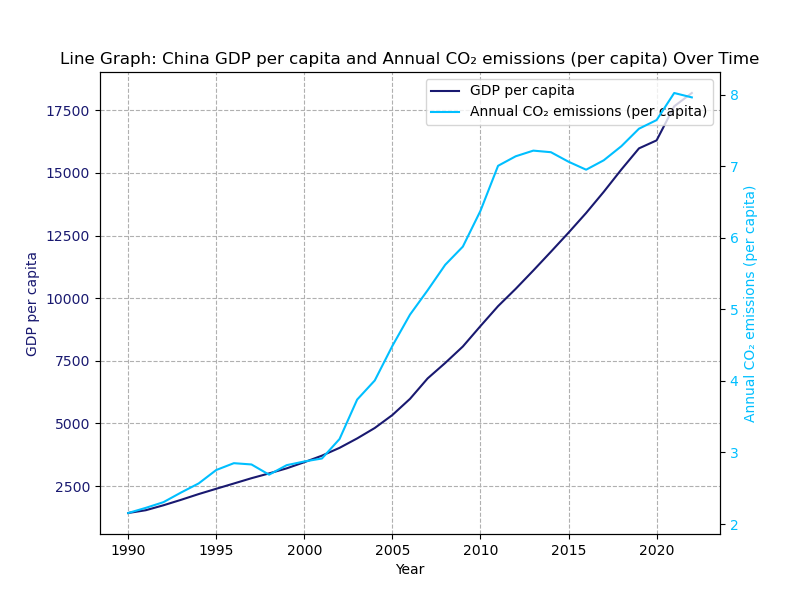 Line Graph: China GDP per capita and Annual CO₂ emissions (per capita) Over Time
GDP per capita
Annual CO₂ emissions (per capita)
17500
15000
12500
10000
7500
5000
2500
GDP per capita
8
7
6
5
4
3
2
Annual CO₂ emissions (per capita)
1990 1995 2000 2005 2010 2015 2020
Year